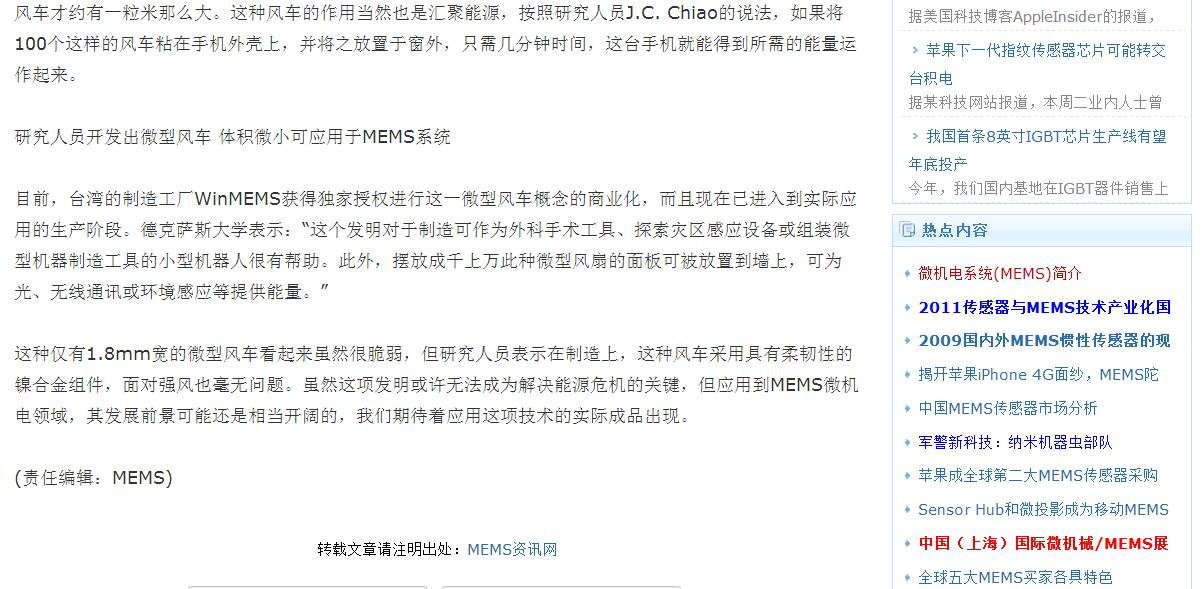 风车才约有一粒米那么大。这种风车的作用当然也是汇聚能源，按照研究人员J.C. Chiao的说法，如果将
100个这样的风车粘在手机外壳上，并将之放置于窗外，只需几分钟时间，这台手机就能得到所需的能量运
作起来。
研究人员开发出微型风车 体积微小可应用于MEMS系统
目前，台湾的制造工厂WinMEMS获得独家授权进行这一微型风车概念的商业化，而且现在已进入到实际应
用的生产阶段。德克萨斯大学表示：“这个发明对于制造可作为外科手术工具、探索灾区感应设备或组装微
型机器制造工具的小型机器人很有帮助。此外，摆放成千上万此种微型风扇的面板可被放置到墙上，可为
光、无线通讯或环境感应等提供能量。”
这种仅有1.8mm宽的微型风车看起来虽然很脆弱，但研究人员表示在制造上，这种风车采用具有柔韧性的
镍合金组件，面对强风也毫无问题。虽然这项发明或许无法成为解决能源危机的关键，但应用到MEMS微机
电领域，其发展前景可能还是相当开阔的，我们期待着应用这项技术的实际成品出现。
(责任编辑：MEMS)
转载文章请注明出处：MEMS资讯网
据美国科技博客AppleInsider的报道，
苹果下一代指纹传感器芯片可能转交
台积电
据某科技网站报道，本周二业内人士曾
我国首条8英寸IGBT芯片生产线有望
年底投产
今年，我们国内基地在IGBT器件销售上
热点内容
微机电系统(MEMS)简介
2011传感器与MEMS技术产业化国
2009国内外MEMS惯性传感器的现
揭开苹果iPhone 4G面纱，MEMS陀
中国MEMS传感器市场分析
军警新科技：纳米机器虫部队
苹果成全球第二大MEMS传感器采购
Sensor Hub和微投影成为移动MEMS
中国（上海）国际微机械/MEMS展
全球五大MEMS买家各具特色